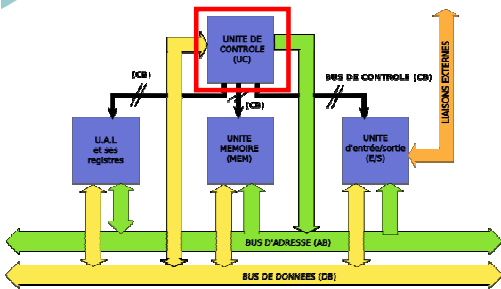 UNITE DE
CONTROLE
(UC)
(CB)
(CB)
BUS DE CONTROLE (CB)
LIAISONS EXTERNES
U.A.L
et ses
registres
UNITE
MEMOIRE
(MEM)
UNITE
d'entrée/sortie
(E/S)
BUS D'ADRESSE (AB)
BUS DE DONNEES (DB)